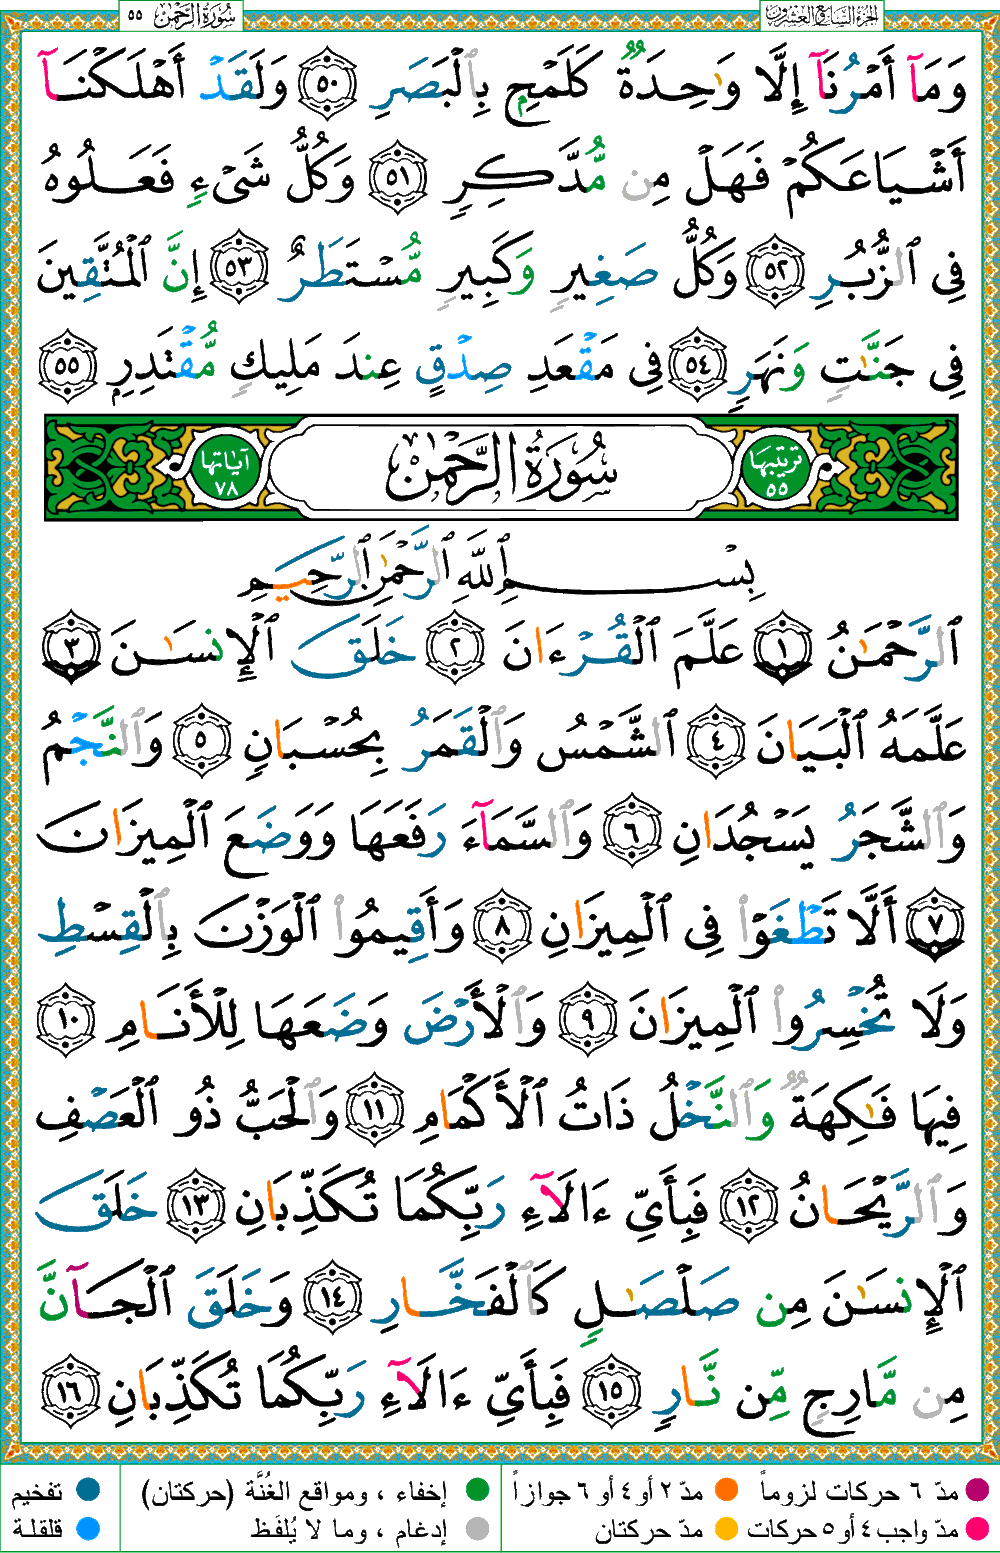 سُورَةُ الرَّحْمٰن ٥٥
الجزء السابع العشرون
وَمَآ أَمْرُنَآ إِلَّا وَٰحِدَةٌ كَلَمْحٍۭ بِٱلْبَصَرِ ٥٠ وَلَقَدْ أَهْلَكْنَآ
أَشْيَاعَكُمْ فَهَلْ مِن مُّدَّكِرٍ ٥١ وَكُلُّ شَىْءٍ فَعَلُوهُ
فِى ٱلزُّبُرِ ٥٢ وَكُلُّ صَغِيرٍ وَكَبِيرٍ مُّسْتَطَرٌ ٥٣ إِنَّ ٱلْمُتَّقِينَ
فِى جَنَّٰتٍ وَنَهَرٍ ٥٤ فِى مَقْعَدِ صِدْقٍ عِندَ مَلِيكٍ مُّقْتَدِرٍۭ ٥٥
ترتيبها ٥٥ سُورَةُ الرَّحْمٰن آياتها ٧٨
بِسْمِ ٱللَّهِ ٱلرَّحْمَٰنِ ٱلرَّحِيمِ
ٱلرَّحْمَٰنُ ١ عَلَّمَ ٱلْقُرْءَانَ ٢ خَلَقَ ٱلْإِنسَٰنَ ٣
عَلَّمَهُ ٱلْبَيَانَ ٤ ٱلشَّمْسُ وَٱلْقَمَرُ بِحُسْبَانٍ ٥ وَٱلنَّجْمُ
وَٱلشَّجَرُ يَسْجُدَانِ ٦ وَٱلسَّمَآءَ رَفَعَهَا وَوَضَعَ ٱلْمِيزَانَ
٧ أَلَّا تَطْغَوْا۟ فِى ٱلْمِيزَانِ ٨ وَأَقِيمُوا۟ ٱلْوَزْنَ بِٱلْقِسْطِ
وَلَا تُخْسِرُوا۟ ٱلْمِيزَانَ ٩ وَٱلْأَرْضَ وَضَعَهَا لِلْأَنَامِ ١٠
فِيهَا فَٰكِهَةٌ وَٱلنَّخْلُ ذَاتُ ٱلْأَكْمَامِ ١١ وَٱلْحَبُّ ذُو ٱلْعَصْفِ
وَٱلرَّيْحَانُ ١٢ فَبِأَىِّ ءَالَآءِ رَبِّكُمَا تُكَذِّبَانِ ١٣ خَلَقَ
ٱلْإِنسَٰنَ مِن صَلْصَٰلٍ كَٱلْفَخَّارِ ١٤ وَخَلَقَ ٱلْجَآنَّ
مِن مَّارِجٍ مِّن نَّارٍ ١٥ فَبِأَىِّ ءَالَآءِ رَبِّكُمَا تُكَذِّبَانِ ١٦
مدّ ٦ حركات لزوماً مدّ ٢ أو ٤ أو ٦ جوازاً إخفاء ، ومواقع الغُنَّة (حركتان) تفخيم
مدّ واجب ٤ أو ٥ حركات مدّ حركتان إدغام ، وما لا يُلفَظ قلقلة